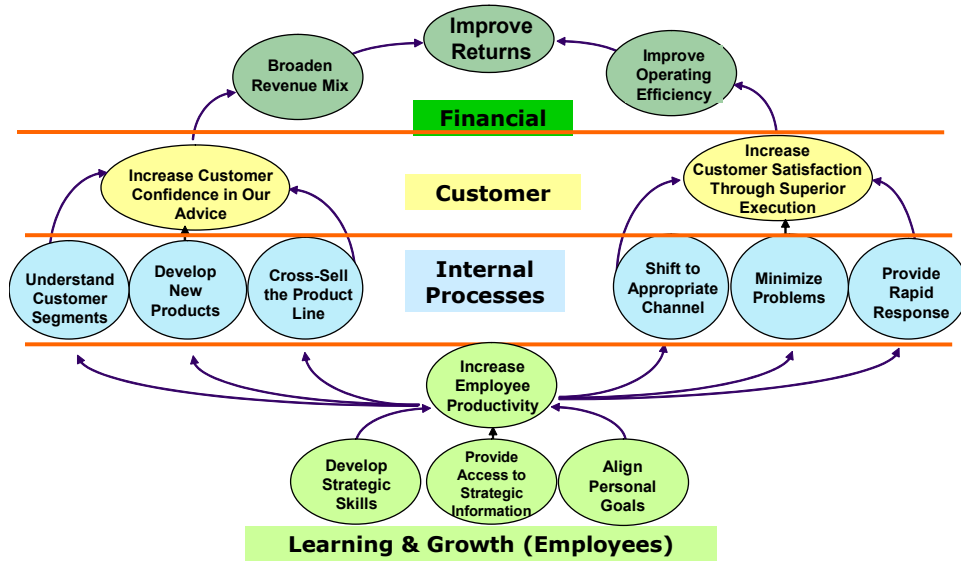 Improve
Returns
Broaden
Revenue Mix
Improve
Operating
Efficiency
Financial
Increase Customer
Confidence in Our
Advice
Customer
Increase
Customer Satisfaction
Through Superior
Execution
Understand
Customer
Segments
Develop
New
Products
Cross-Sell
the Product
Line
Internal
Processes
Shift to
Appropriate
Channel
Minimize
Problems
Provide
Rapid
Response
Increase
Employee
Productivity
Develop
Strategic
Skills
Provide
Access to
Strategic
Information
Align
Personal
Goals
Learning & Growth (Employees)